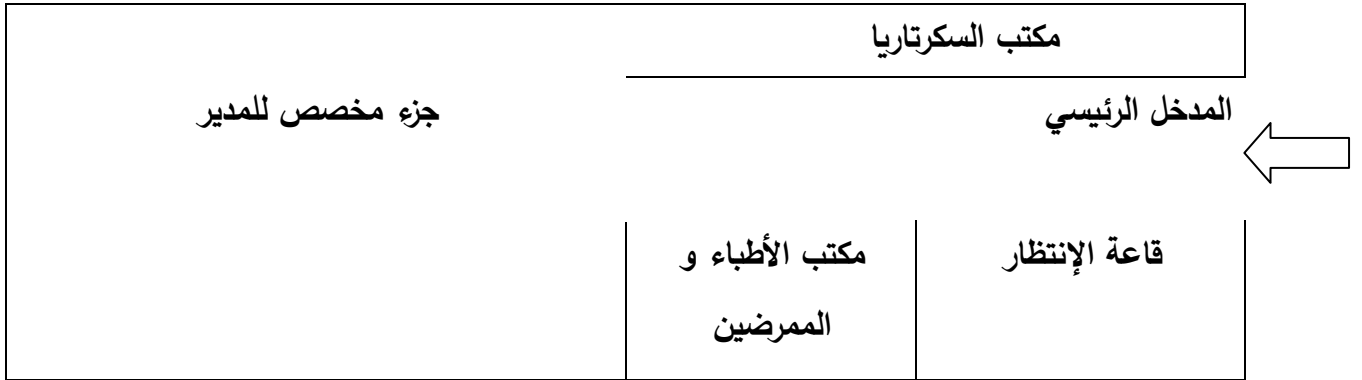 مكتب السكرتاريا
المدخل الرئيسي
جزء مخصص للمدير
قاعة الإنتظار
مكتب الأطباء و
الممرضين